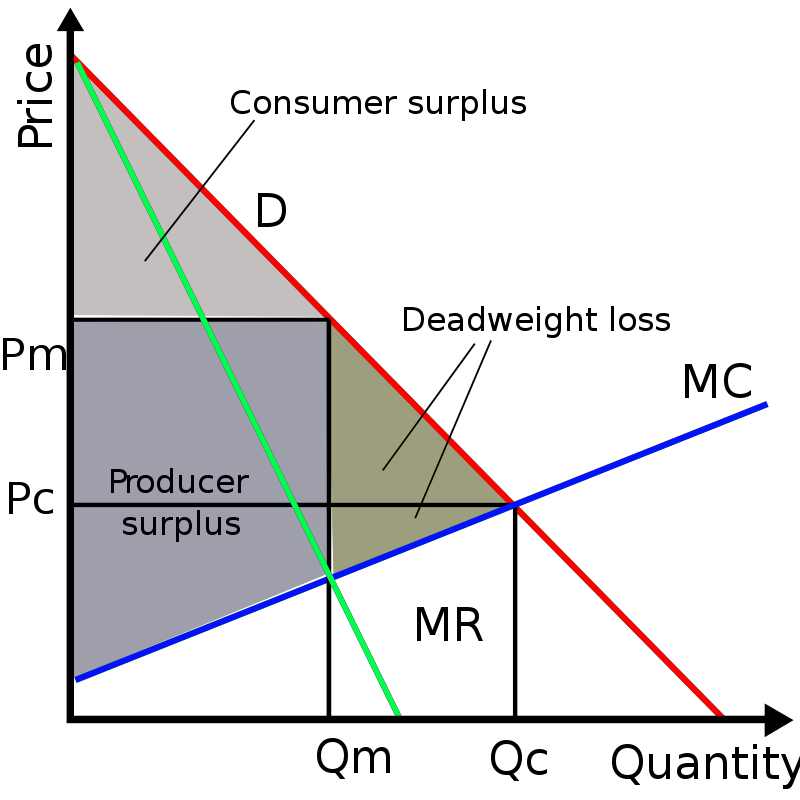 Price
Consumer surplus
D
Deadweight loss
Pm
MC
Producer
surplus
Pc
MR
Qm
Qc
Quantity